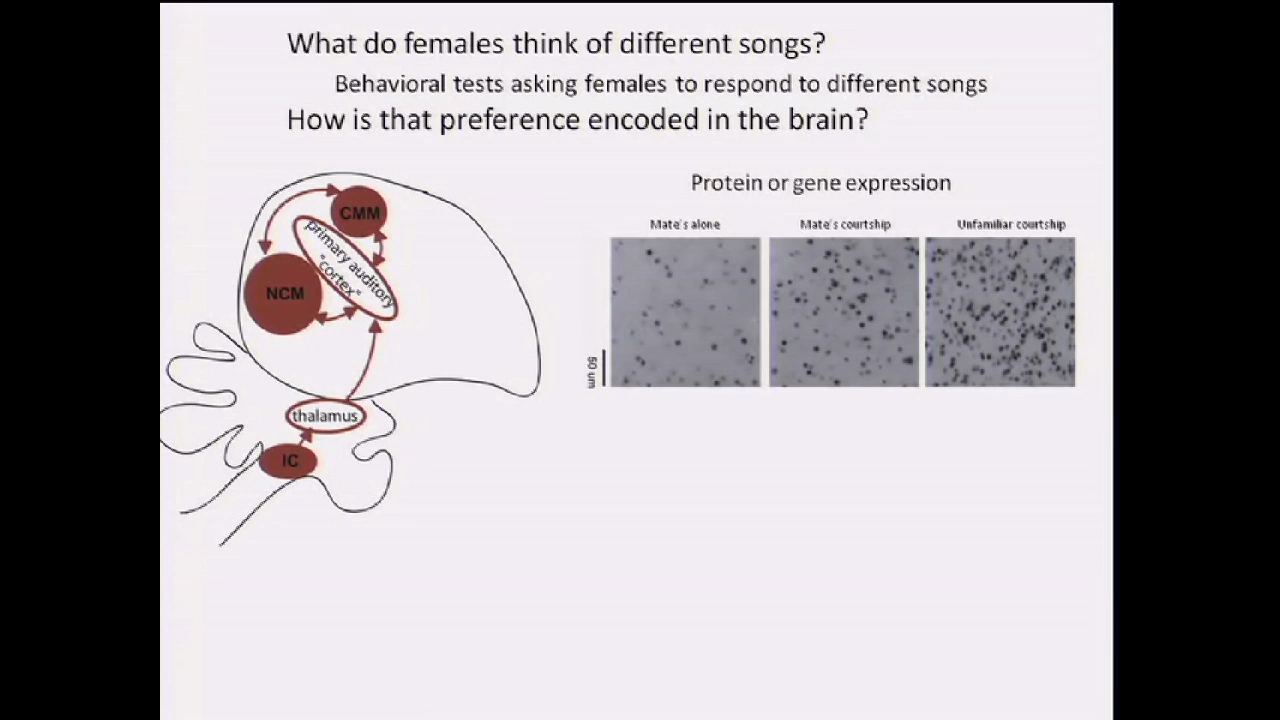 What do females think of different songs?
Behavioral tests asking females to respond to different songs
How is that preference encoded in the brain?
Protein or gene expression
Mate's alone
Mate's courtship
Unfamiliar courtship
50 um
CMM
primary auditory
"cortex"
NCM
thalamus
IC